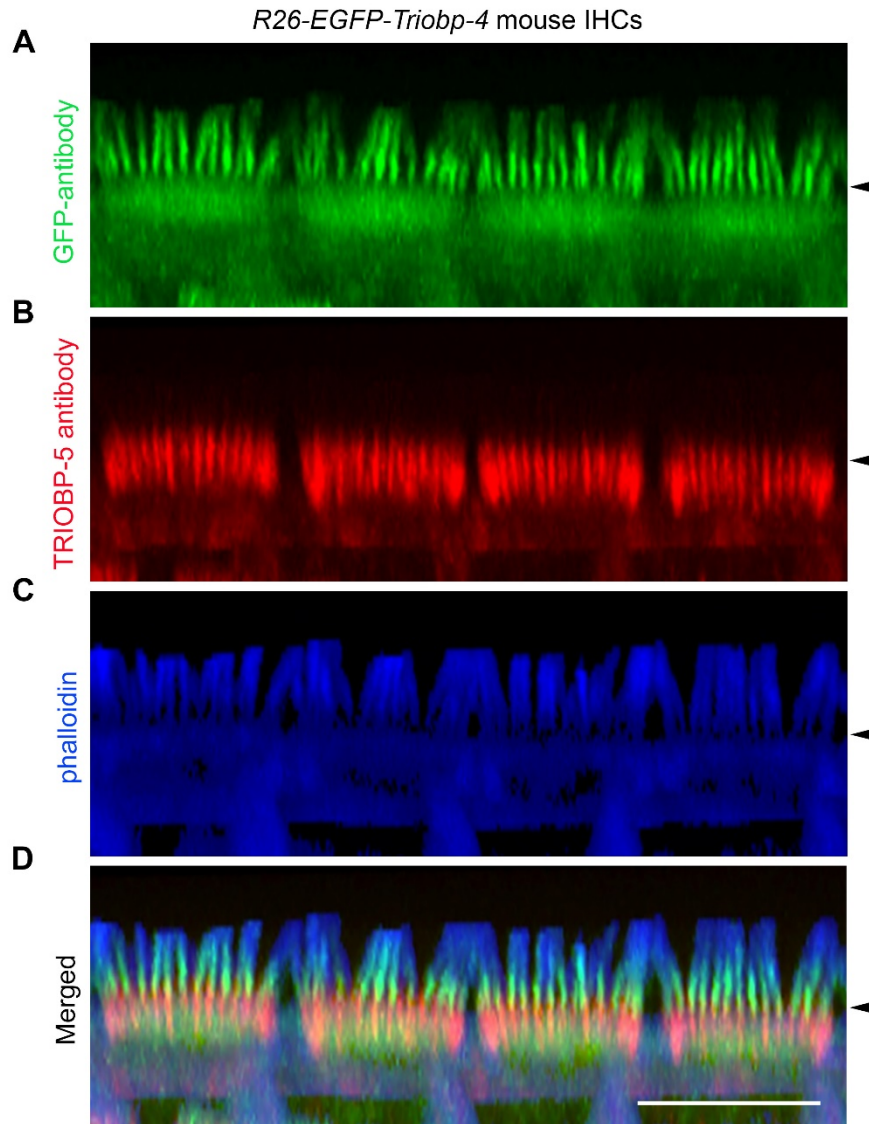 R26-EGFP-Triobp-4 mouse IHCs
A
GFP-antibody
B
TRIOBP-5 antibody
C
phalloidin
D
Merged